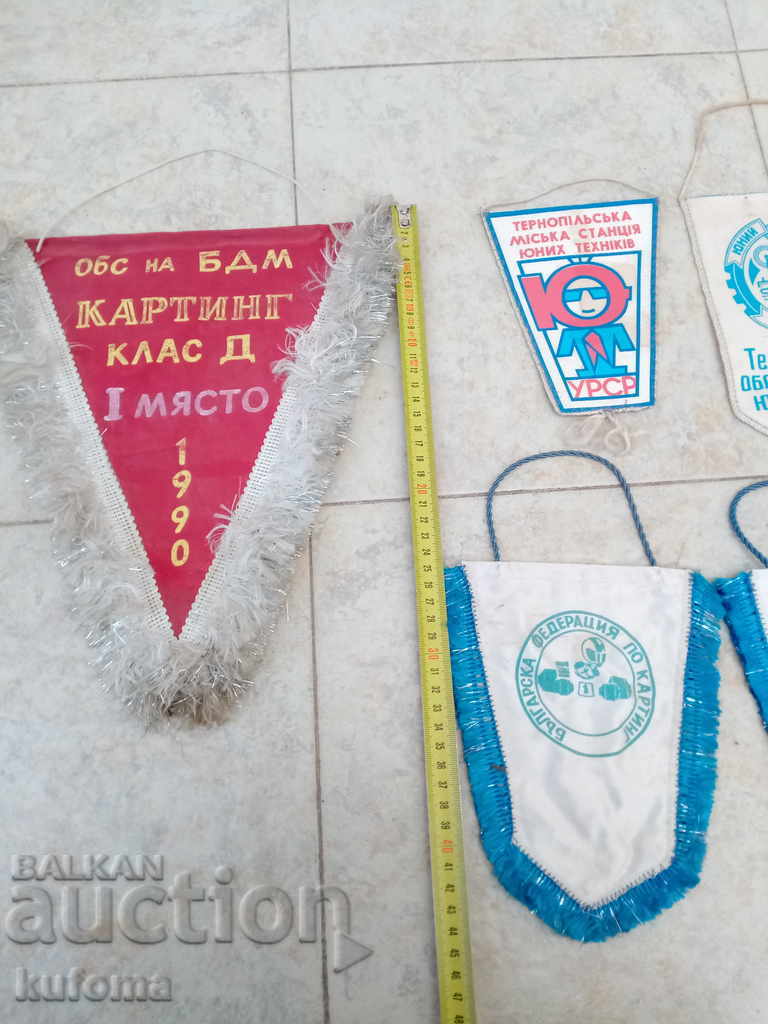 ОбС НА БДМ
КАРТИНГ
КЛАС Д
I МЯСТО
1990
ТЕРНОПІЛЬСЬКА
МІСЬКА СТАНЦІЯ
ЮНИХ ТЕХНІКІВ
Ю
Т
УРСР
ЮНИЙ
БЪЛГАРСКА ФЕДЕРАЦИЯ ПО КАРТИНГ
BALKAN
auction
kufoma